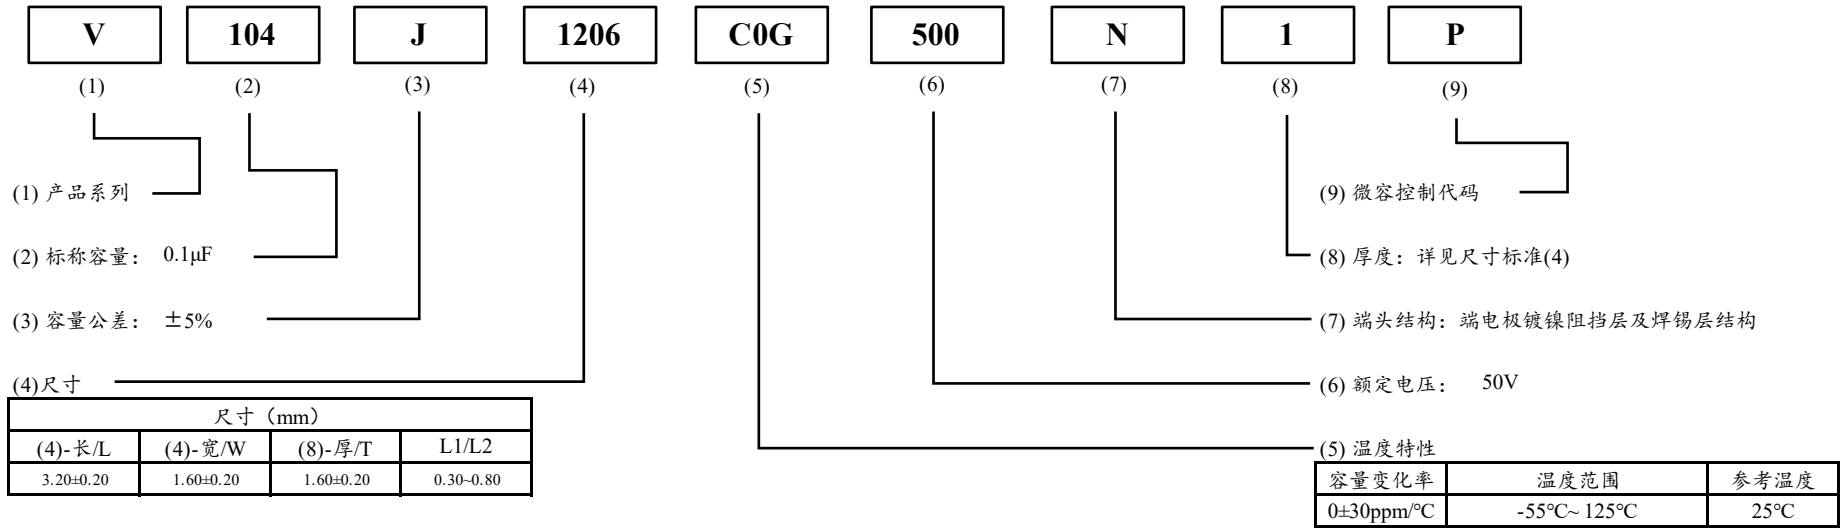 V 104 J 1206 C0G 500 N 1 P
(1) (2) (3) (4) (5) (6) (7) (8) (9)
(1) 产品系列
(2) 标称容量： 0.1μF
(3) 容量公差： ±5%
(4)尺寸
尺寸（mm）
(4)-长/L (4)-宽/W (8)-厚/T L1/L2
3.20±0.20 1.60±0.20 1.60±0.20 0.30~0.80
(9) 微容控制代码
(8) 厚度：详见尺寸标准(4)
(7) 端头结构：端电极镀镍阻挡层及焊锡层结构
(6) 额定电压： 50V
(5) 温度特性
容量变化率 温度范围 参考温度
0±30ppm/℃ -55℃~ 125℃ 25℃